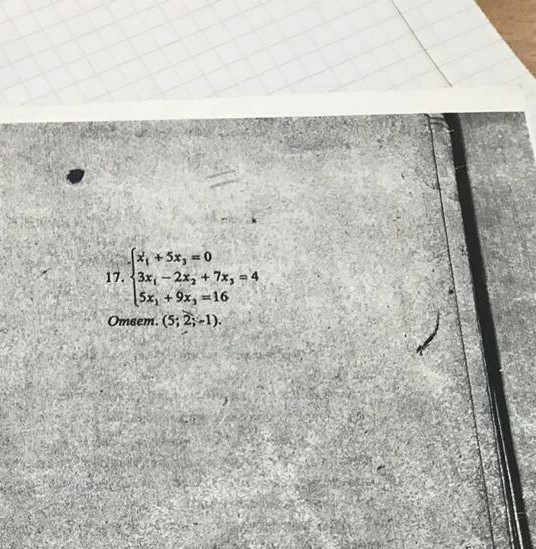 x₁ + 5x₃ = 0
17. 3x₁ − 2x₂ + 7x₃ = 4
5x₁ + 9x₃ = 16
Ответ. (5; 2; -1).